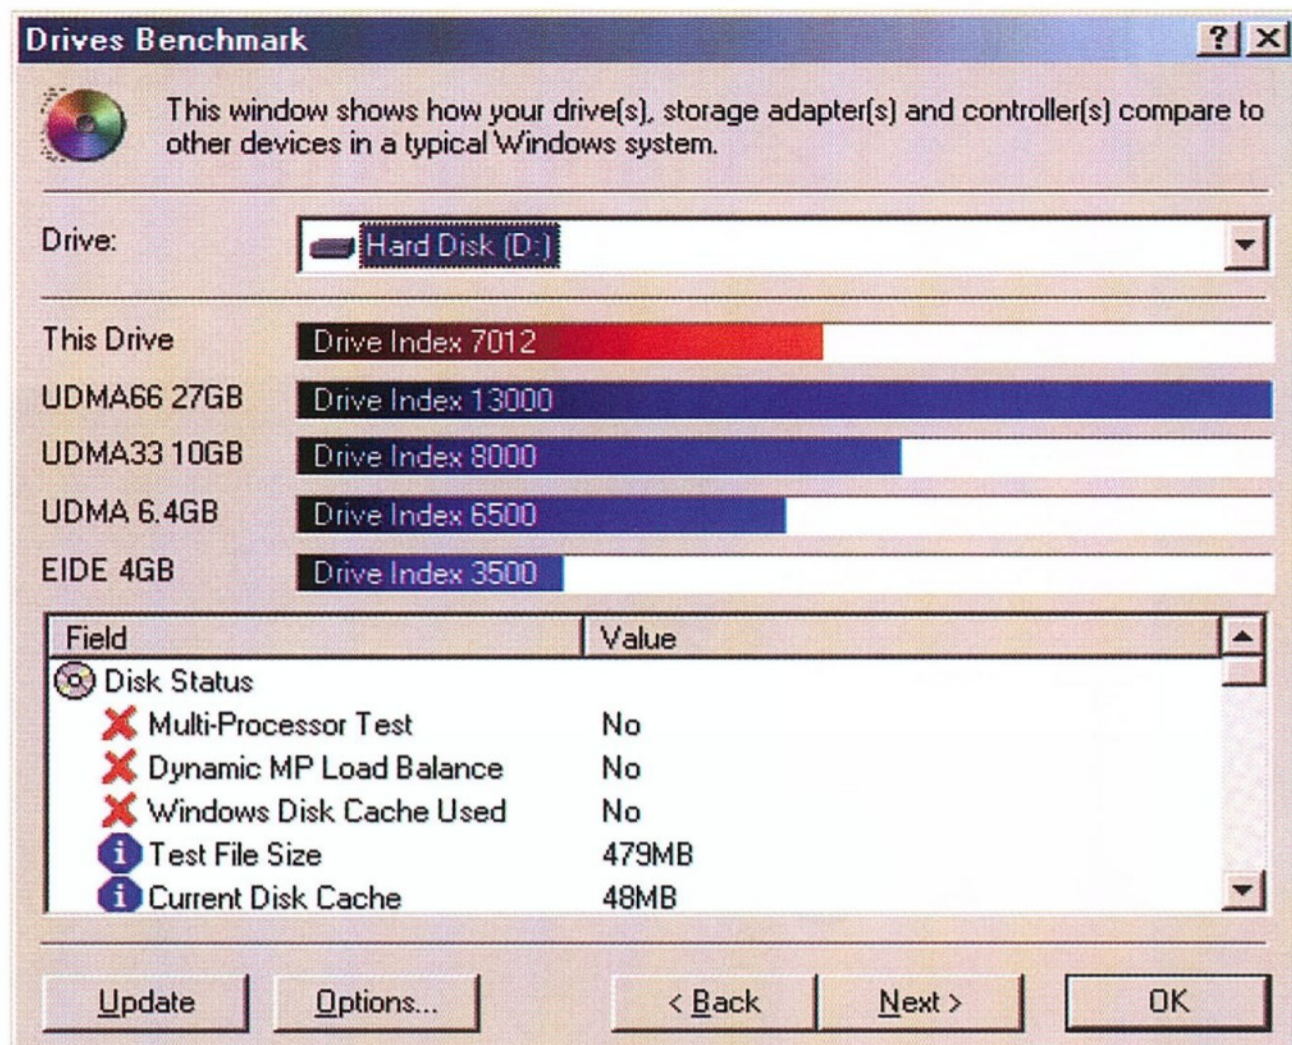 Drives Benchmark
This window shows how your drive(s), storage adapter(s) and controller(s) compare to
other devices in a typical Windows system.
Drive: Hard Disk (D:)
This Drive Drive Index 7012
UDMA66 27GB Drive Index 13000
UDMA33 10GB Drive Index 8000
UDMA 6.4GB Drive Index 6500
EIDE 4GB Drive Index 3500
Field Value
Disk Status
Multi-Processor Test No
Dynamic MP Load Balance No
Windows Disk Cache Used No
Test File Size 479MB
Current Disk Cache 48MB
Update Options... < Back Next > OK